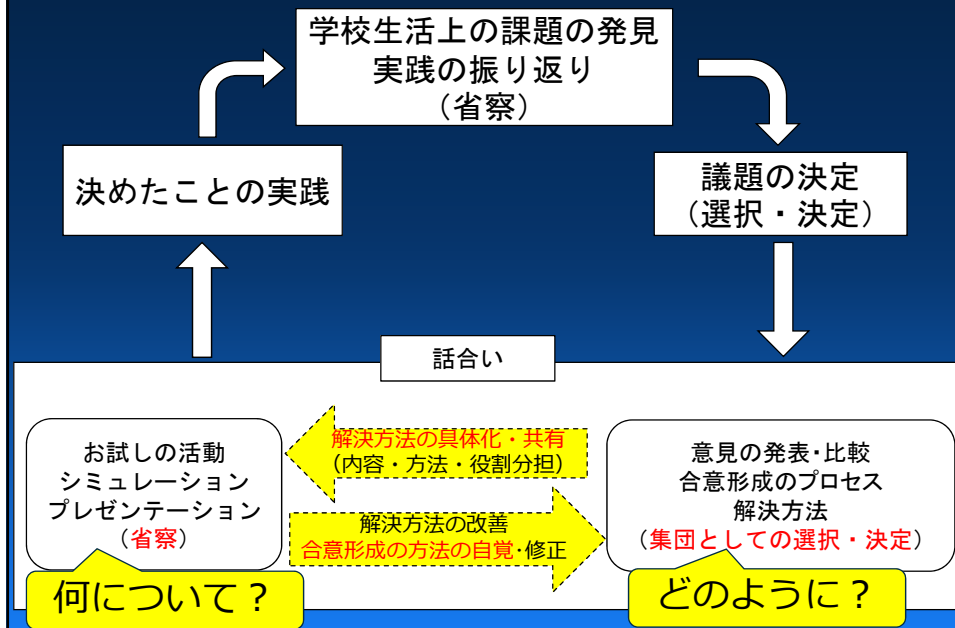 学校生活上の課題の発見
実践の振り返り
(省察)
決めたことの実践
議題の決定
(選択・決定)
話合い
お試しの活動
シミュレーション
プレゼンテーション
(省察)
解決方法の具体化・共有
(内容・方法・役割分担)
解決方法の改善
合意形成の方法の自覚・修正
意見の発表・比較
合意形成のプロセス
解決方法
(集団としての選択・決定)
何について？
どのように？